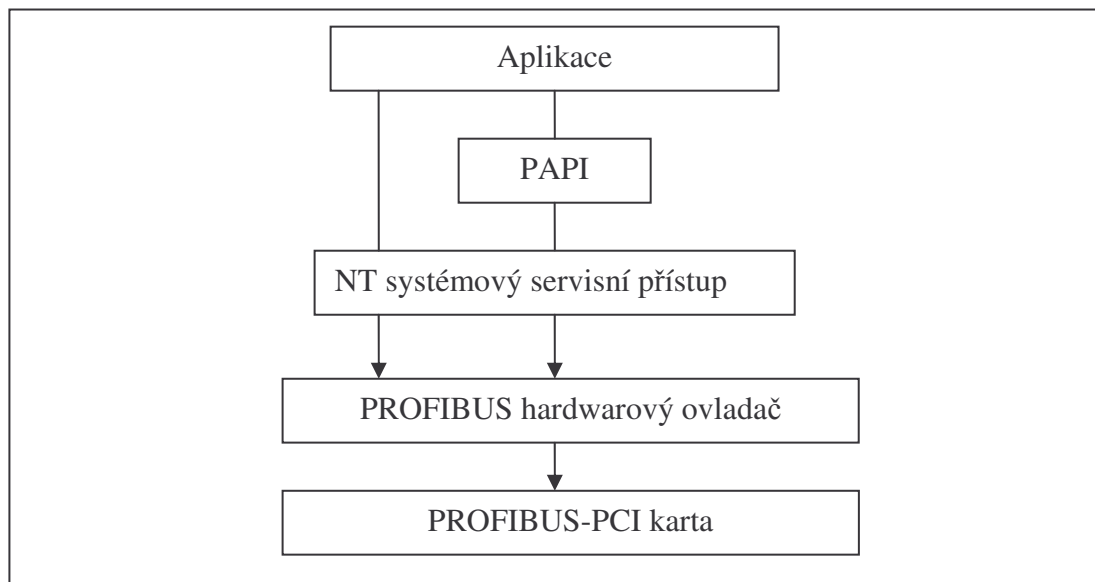 Aplikace
PAPI
NT systémový servisní přístup
PROFIBUS hardwarový ovladač
PROFIBUS-PCI karta